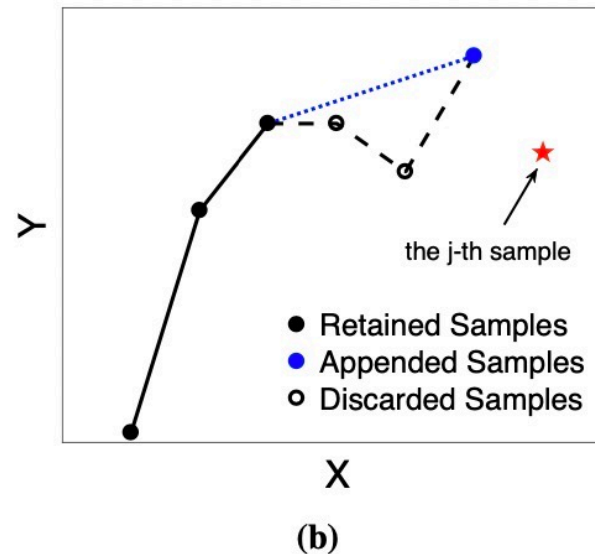 Y
the j-th sample
Retained Samples
Appended Samples
Discarded Samples
X
(b)